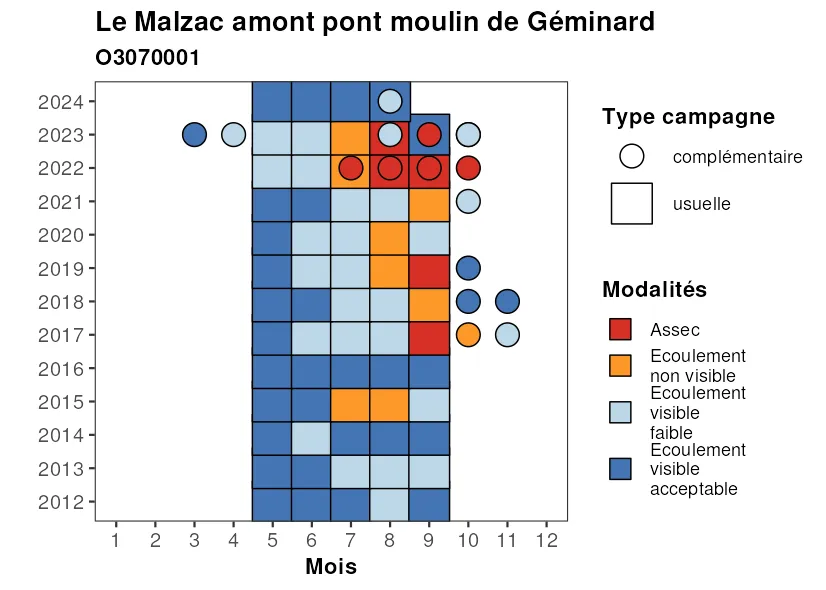 Le Malzac amont pont moulin de Géminard
O3070001
2024
2023
2022
2021
2020
2019
2018
2017
2016
2015
2014
2013
2012
1 2 3 4 5 6 7 8 9 10 11 12
Mois
Type campagne
complémentaire
usuelle
Modalités
Assec
Ecoulement
non visible
Ecoulement
visible
faible
Ecoulement
visible
acceptable